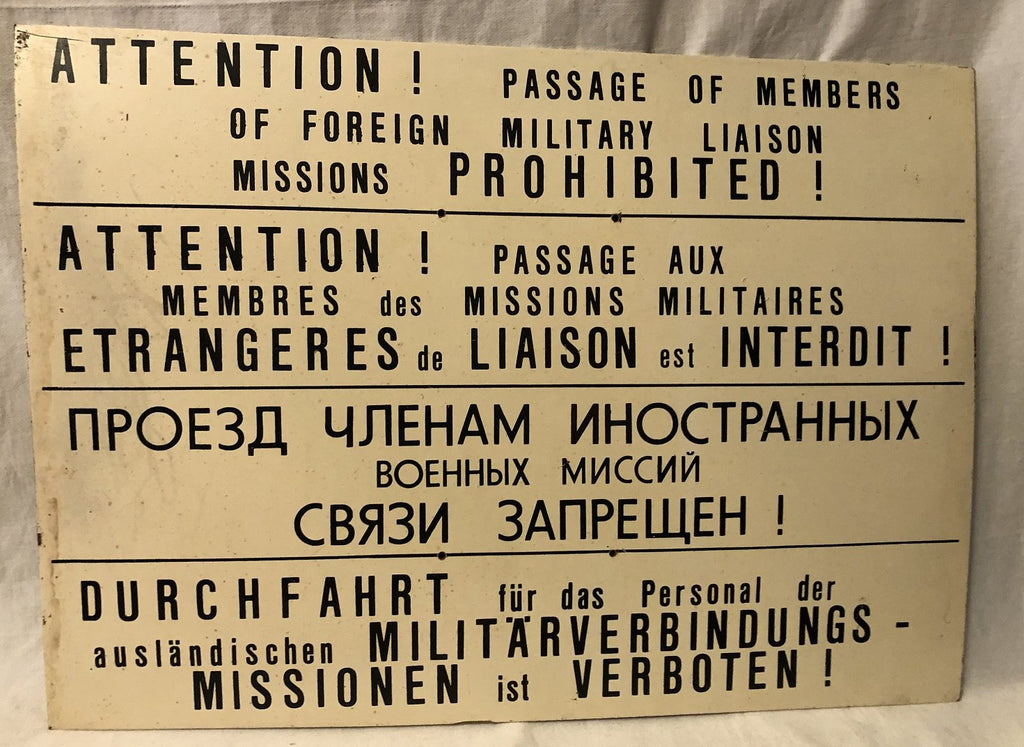 ATTENTION ! PASSAGE OF MEMBERS
OF FOREIGN MILITARY LIAISON
MISSIONS PROHIBITED !
ATTENTION ! PASSAGE AUX
MEMBRES des MISSIONS MILITAIRES
ETRANGERES de LIAISON est INTERDIT !
ПРОЕЗД ЧЛЕНАМ ИНОСТРАННЫХ
ВОЕННЫХ МИССИЙ
СВЯЗИ ЗАПРЕЩЕН !
DURCHFAHRT für das Personal der
ausländischen MILITÄRVERBINDUNGS -
MISSIONEN ist VERBOTEN !